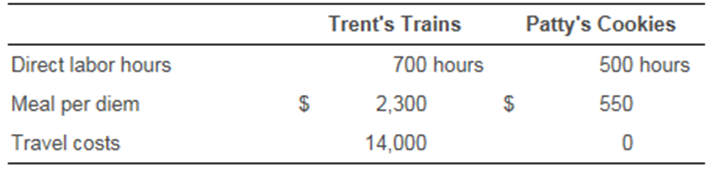 Trent's Trains Patty's Cookies
Direct labor hours 700 hours 500 hours
Meal per diem $ 2,300 $ 550
Travel costs 14,000 0